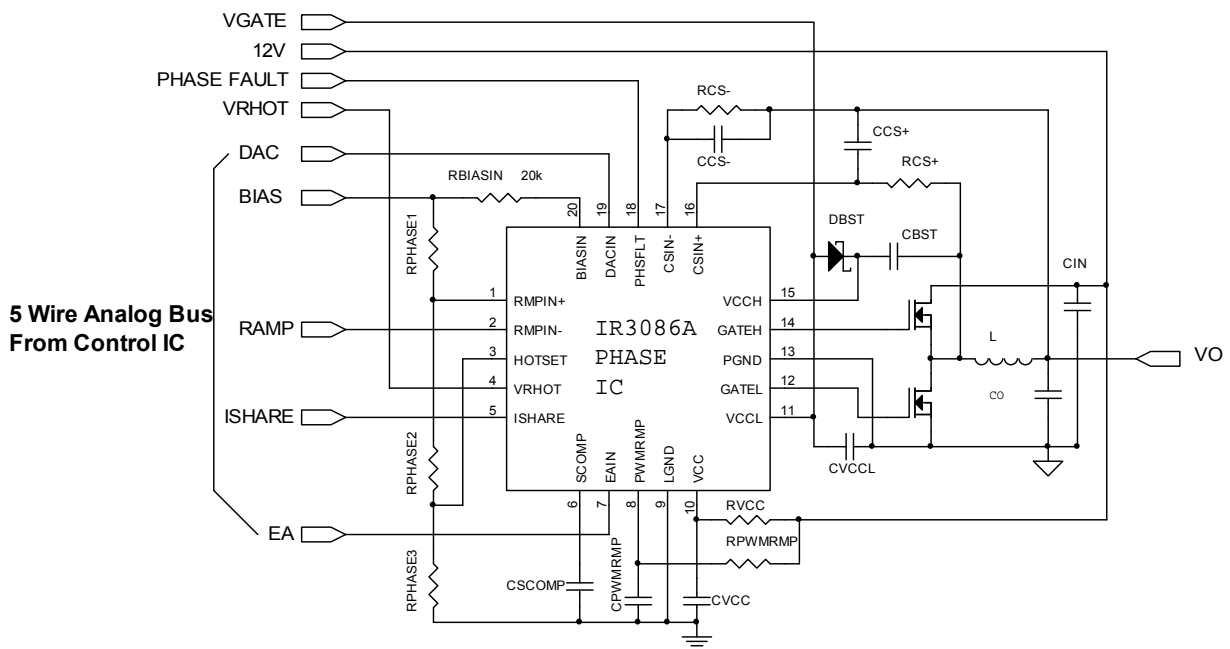 VGATE
12V
PHASE FAULT
VRHOT
DAC
BIAS
5 Wire Analog Bus
From Control IC
RAMP
ISHARE
EA
RBIASIN 20k
RPHASE1
RPHASE2
RPHASE3
RCS-
CCS-
CCS+
RCS+
DBST
CBST
CIN
20
19
18
17
16
BIASIN
DACIN
PHSFLT
CSIN-
CSIN+
1
RMPIN+
2
RMPIN-
3
HOTSET
4
VRHOT
5
ISHARE
IR3086A
PHASE
IC
VCCH
15
GATEH
14
PGND
13
GATEL
12
VCCL
11
SCOMP
EAIN
PWMRMP
LGND
VCC
6
7
8
9
10
L
CO
VO
CVCCL
RVCC
RPWMRMP
CSCOMP
CPWMRMP
CVCC